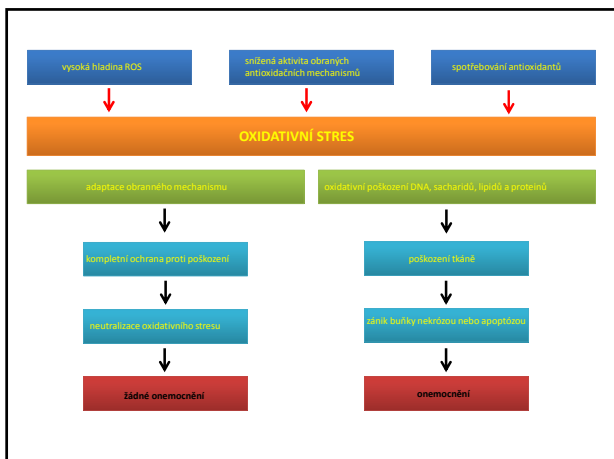 vysoká hladina ROS
snížená aktivita obraných
antioxidačních mechanismů
spotřebování antioxidantů
OXIDATIVNÍ STRES
adaptace obranného mechanismu
oxidativní poškození DNA, sacharidů, lipidů a proteinů
kompletní ochrana proti poškození
poškození tkáně
neutralizace oxidativního stresu
zánik buňky nekrózou nebo apoptózou
žádné onemocnění
onemocnění